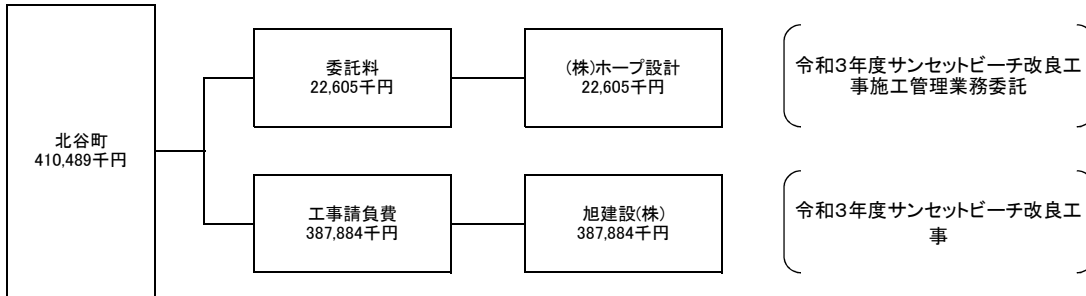 北谷町
410,489千円
委託料
22,605千円
(株)ホープ設計
22,605千円
令和3年度サンセットビーチ改良工
事施工管理業務委託
工事請負費
387,884千円
旭建設(株)
387,884千円
令和3年度サンセットビーチ改良工
事